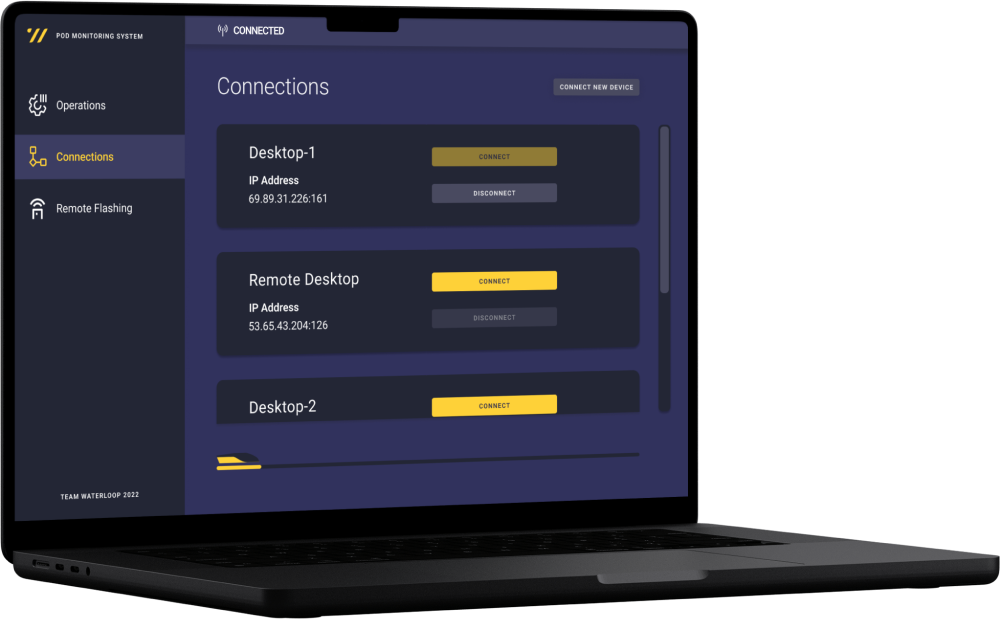 POD MONITORING SYSTEM
CONNECTED
Operations
Connections
Remote Flashing
TEAM WATERLOOP 2022
Connections
CONNECT NEW DEVICE
Desktop-1
IP Address
69.89.31.226:161
CONNECT
DISCONNECT
Remote Desktop
IP Address
53.65.43.204:126
CONNECT
DISCONNECT
Desktop-2
CONNECT